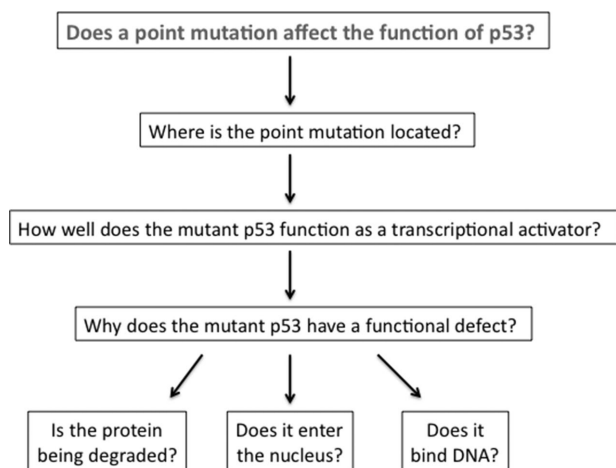 Does a point mutation affect the function of p53?
Where is the point mutation located?
How well does the mutant p53 function as a transcriptional activator?
Why does the mutant p53 have a functional defect?
Is the protein
being degraded?
Does it enter
the nucleus?
Does it
bind DNA?